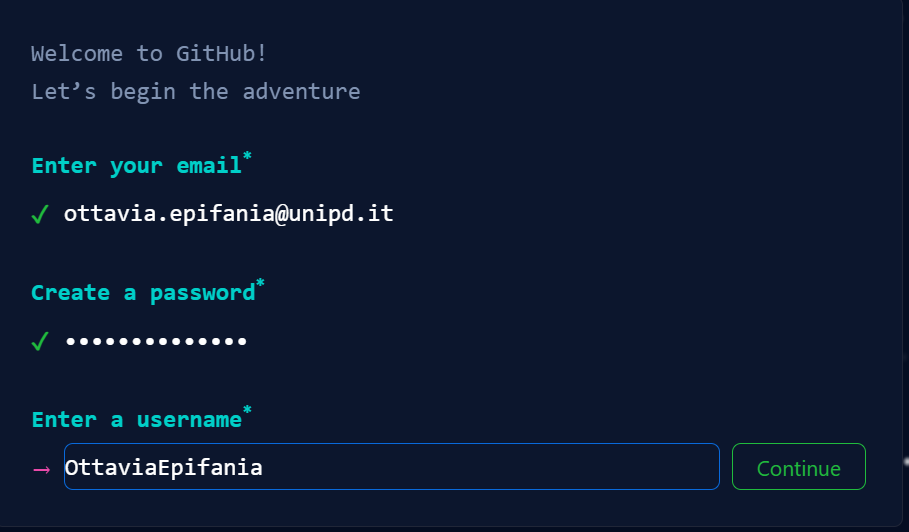 Welcome to GitHub!
Let’s begin the adventure
Enter your email*
✓ ottavia.epifania@unipd.it
Create a password*
✓ ••••••••••••••
Enter a username*
→ OttaviaEpifania Continue